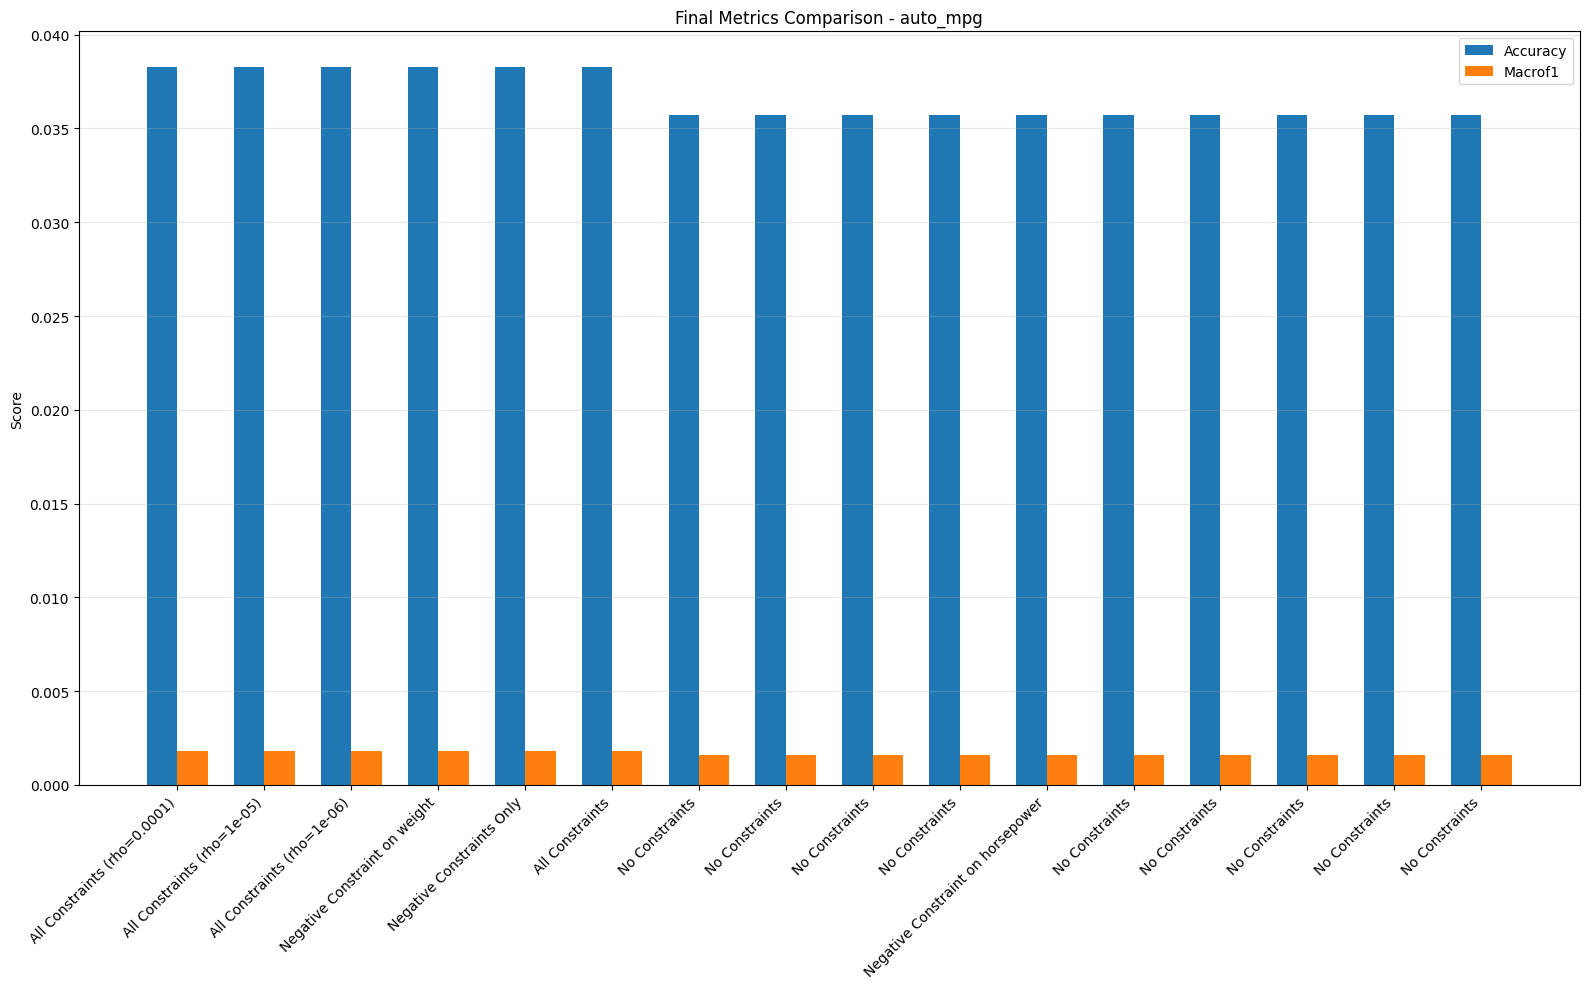 Final Metrics Comparison - auto_mpg
Accuracy
Macrof1
Score
0.040
0.035
0.030
0.025
0.020
0.015
0.010
0.005
0.000
All Constraints (rho=0.0001)
All Constraints (rho=1e-05)
All Constraints (rho=1e-06)
Negative Constraint on weight
Negative Constraints Only
All Constraints
No Constraints
No Constraints
No Constraints
No Constraints
Negative Constraint on horsepower
No Constraints
No Constraints
No Constraints
No Constraints
No Constraints